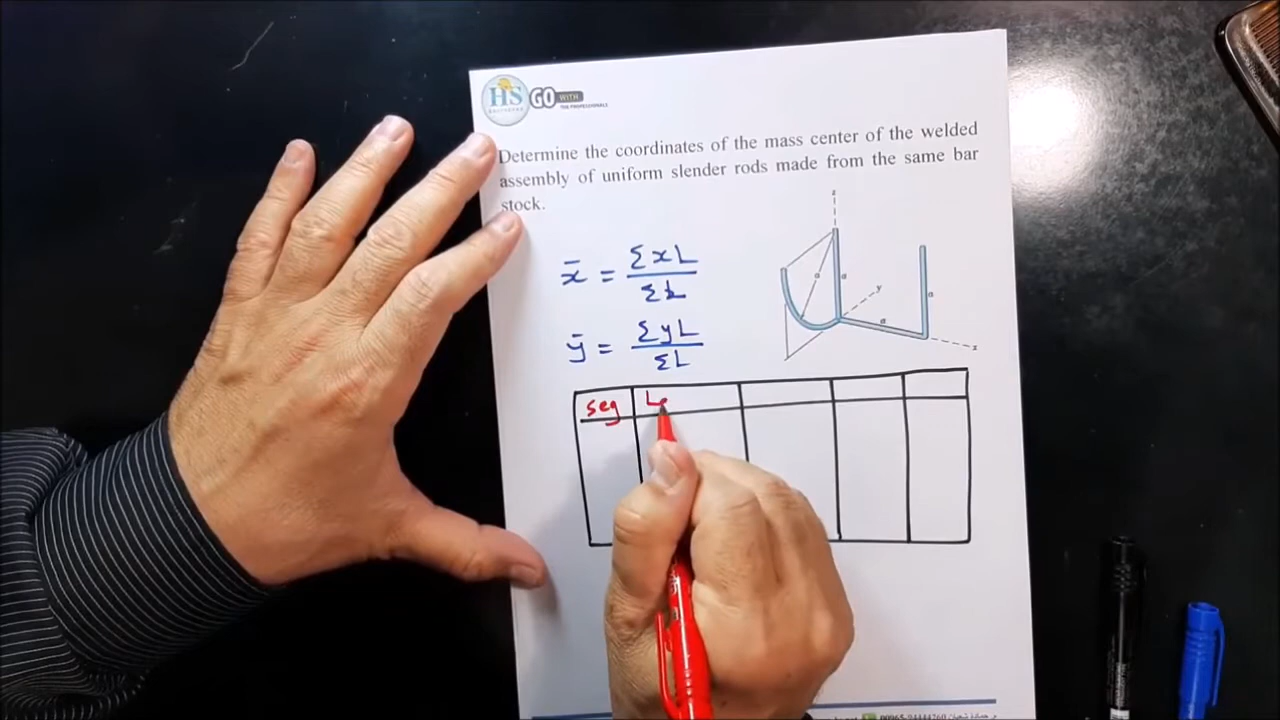 HS
GO WITH
THE PROFESSIONALS
Determine the coordinates of the mass center of the welded
assembly of uniform slender rods made from the same bar
stock.
z
x̄ = ΣxL / ΣL
a
a
y
a
a
x
ȳ = ΣyL / ΣL
seg Le